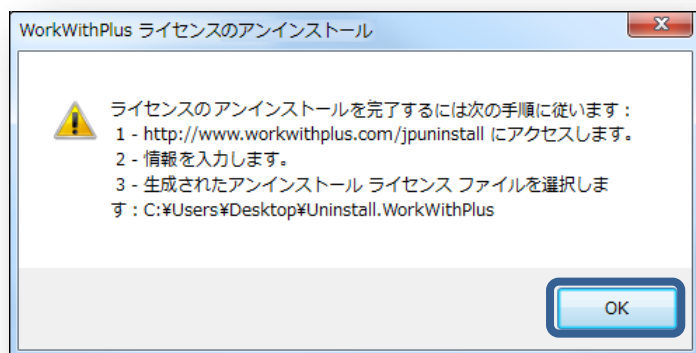 WorkWithPlus ライセンスのアンインストール
ライセンスのアンインストールを完了するには次の手順に従います：
1 - http://www.workwithplus.com/jpuninstall にアクセスします。
2 - 情報を入力します。
3 - 生成されたアンインストール ライセンス ファイルを選択しま
す：C:¥Users¥Desktop¥Uninstall.WorkWithPlus
OK